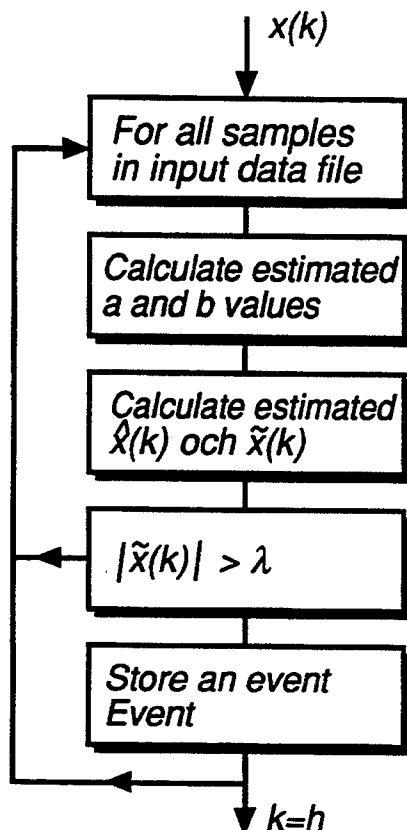 x(k)
For all samples
in input data file
Calculate estimated
a and b values
Calculate estimated
x̂(k) och x̃(k)
|x̃(k)| > λ
Store an event
Event
k=h